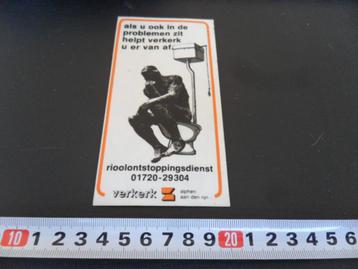 als u ook in de
problemen zit
helpt verkerk
u er van af.
rioolontstoppingsdienst
01720-29304
verkerk
alphen
aan den rijn
10 1 2 3 4 5 6 7 8 9 20 1 2 3 4 5 6